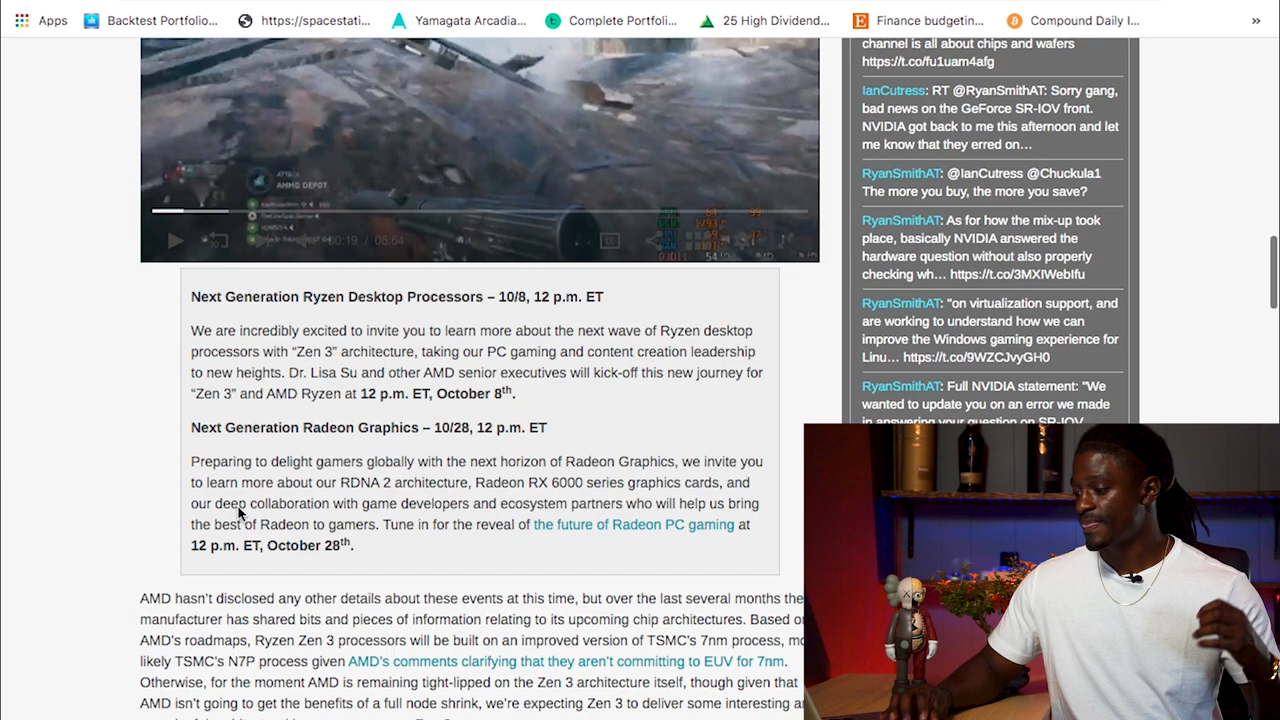 Apps
Backtest Portfolio...
https://spacestati...
Yamagata Arcadia...
Complete Portfolio...
25 High Dividend...
Finance budgetin...
Compound Daily I...
»
ATTACK
AMMO DEPOT
00:19 / 06:54
Next Generation Ryzen Desktop Processors – 10/8, 12 p.m. ET
We are incredibly excited to invite you to learn more about the next wave of Ryzen desktop
processors with “Zen 3” architecture, taking our PC gaming and content creation leadership
to new heights. Dr. Lisa Su and other AMD senior executives will kick-off this new journey for
“Zen 3” and AMD Ryzen at 12 p.m. ET, October 8th.
Next Generation Radeon Graphics – 10/28, 12 p.m. ET
Preparing to delight gamers globally with the next horizon of Radeon Graphics, we invite you
to learn more about our RDNA 2 architecture, Radeon RX 6000 series graphics cards, and
our deep collaboration with game developers and ecosystem partners who will help us bring
the best of Radeon to gamers. Tune in for the reveal of the future of Radeon PC gaming at
12 p.m. ET, October 28th.
AMD hasn’t disclosed any other details about these events at this time, but over the last several months the
manufacturer has shared bits and pieces of information relating to its upcoming chip architectures. Based
AMD’s roadmaps, Ryzen Zen 3 processors will be built on an improved version of TSMC’s 7nm process,
likely TSMC’s N7P process given AMD’s comments clarifying that they aren’t committing to EUV for 7nm.
Otherwise, for the moment AMD is remaining tight-lipped on the Zen 3 architecture itself, though given that
AMD isn’t going to get the benefits of a full node shrink, we’re expecting Zen 3 to deliver some interesting
channel is all about chips and wafers
https://t.co/fu1uam4afg
IanCutress: RT @RyanSmithAT: Sorry gang,
bad news on the GeForce SR-IOV front.
NVIDIA got back to me this afternoon and let
me know that they erred on…
RyanSmithAT: @IanCutress @Chuckula1
The more you buy, the more you save?
RyanSmithAT: As for how the mix-up took
place, basically NVIDIA answered the
hardware question without also properly
checking wh… https://t.co/3MXIWebIfu
RyanSmithAT: "on virtualization support, and
are working to understand how we can
improve the Windows gaming experience for
Linu… https://t.co/9WZCJvyGH0
RyanSmithAT: Full NVIDIA statement: "We
wanted to update you on an error we made
in answering your question on SR-IOV